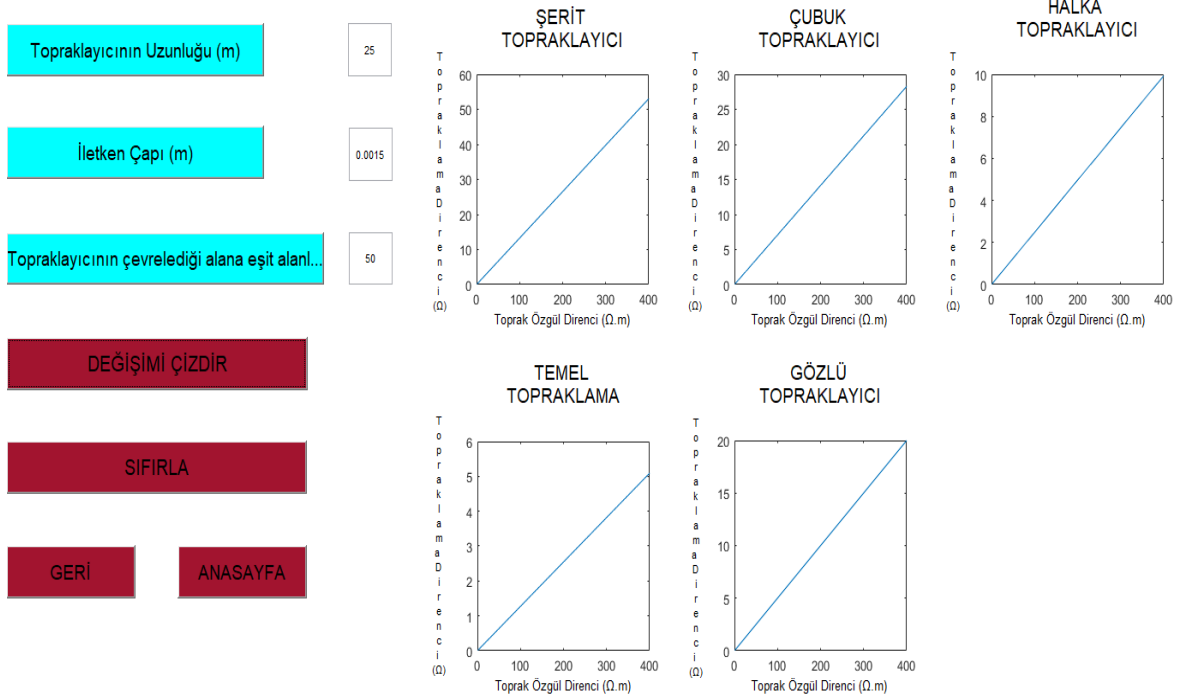 Topraklayıcının Uzunluğu (m)
25
İletken Çapı (m)
0.0015
Topraklayıcının çevrelediği alana eşit alanl...
50
DEĞİŞİMİ ÇİZDİR
SIFIRLA
GERİ
ANASAYFA
ŞERİT
TOPRAKLAYICI
Toprakl​ama Direnci (Ω)
60
50
40
30
20
10
0
0 100 200 300 400
Toprak Özgül Direnci (Ω.m)
ÇUBUK
TOPRAKLAYICI
Topraklama Direnci (Ω)
30
25
20
15
10
5
0
0 100 200 300 400
Toprak Özgül Direnci (Ω.m)
HALKA
TOPRAKLAYICI
Topraklama Direnci (Ω)
10
8
6
4
2
0
0 100 200 300 400
Toprak Özgül Direnci (Ω.m)
TEMEL
TOPRAKLAMA
Topraklama Direnci (Ω)
6
5
4
3
2
1
0
0 100 200 300 400
Toprak Özgül Direnci (Ω.m)
GÖZLÜ
TOPRAKLAYICI
Topraklama Direnci (Ω)
20
15
10
5
0
0 100 200 300 400
Toprak Özgül Direnci (Ω.m)